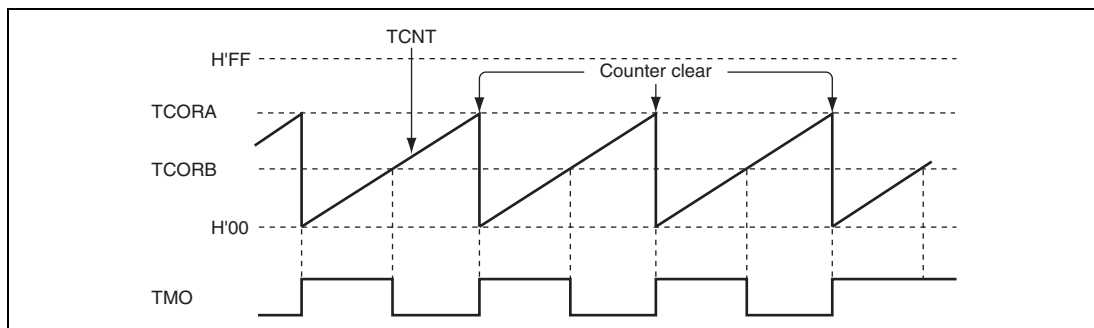 TCNT
H'FF
Counter clear
TCORA
TCORB
H'00
TMO